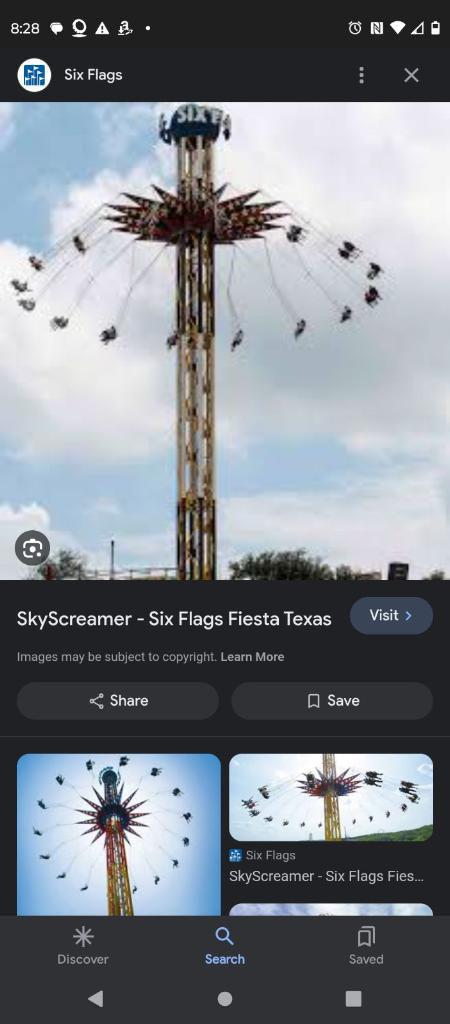 8:28
Six Flags
SIX F
SkyScreamer - Six Flags Fiesta Texas
Visit
Images may be subject to copyright. Learn More
Share
Save
Six Flags
SkyScreamer - Six Flags Fies...
Discover
Search
Saved